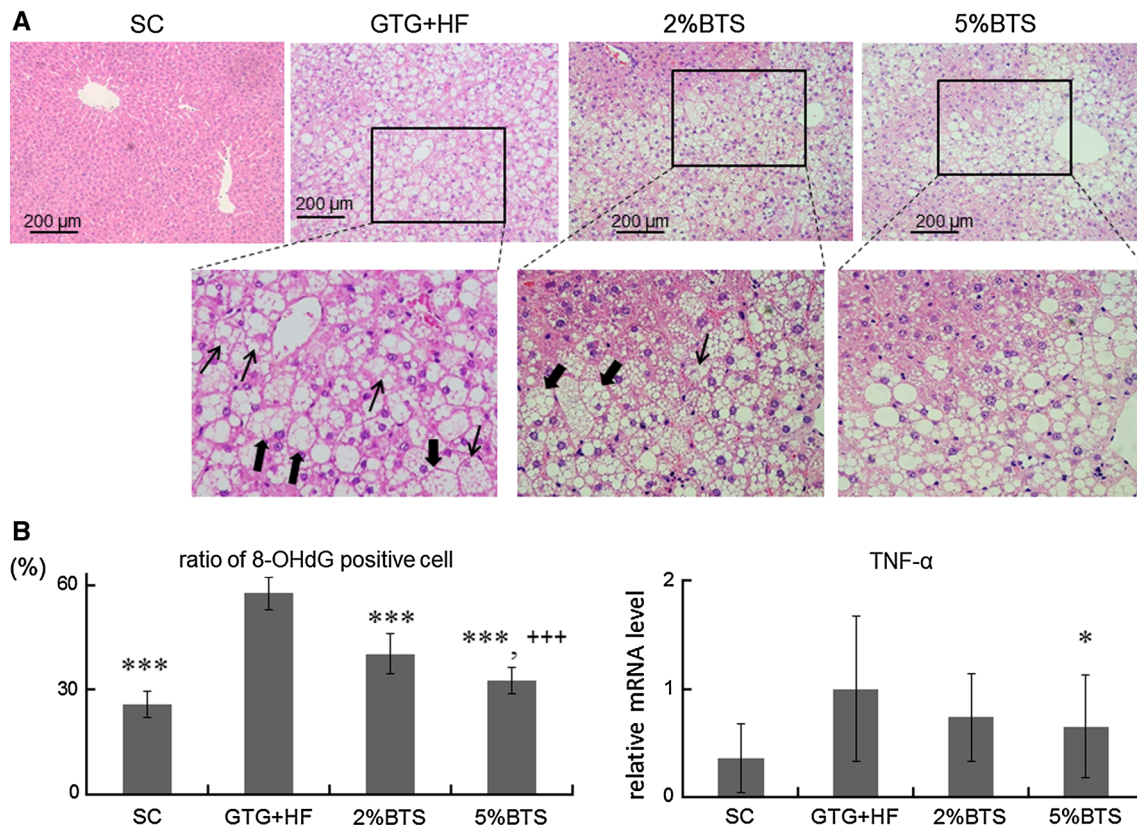 A
SC GTG+HF 2%BTS 5%BTS
200 µm 200 µm 200 µm 200 µm
B
(%) ratio of 8-OHdG positive cell
60
30
0
***
***
***, +++
SC GTG+HF 2%BTS 5%BTS
TNF-α
relative mRNA level
2
1
0
*
SC GTG+HF 2%BTS 5%BTS